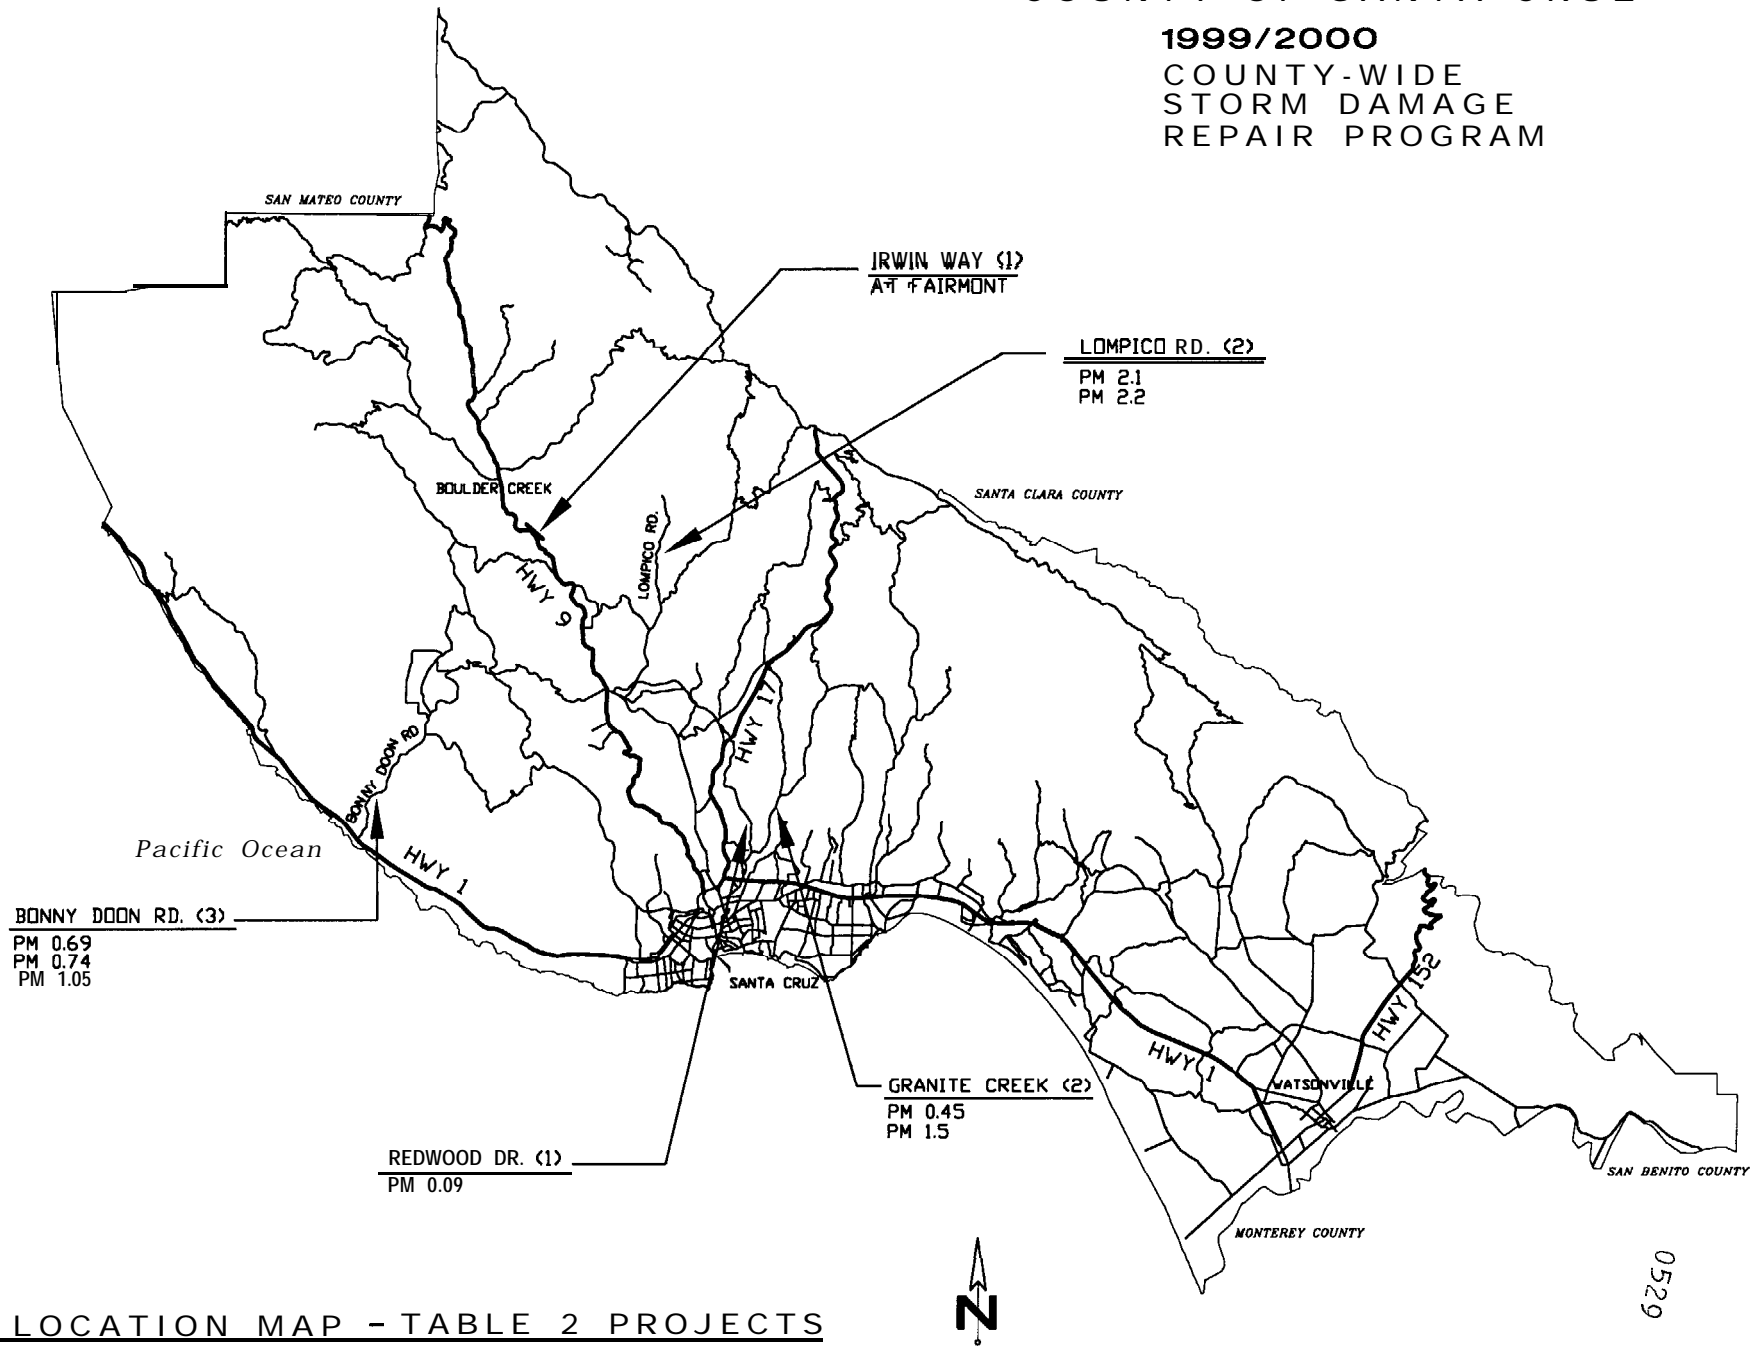 1999/2000
COUNTY-WIDE
STORM DAMAGE
REPAIR PROGRAM
SAN MATEO COUNTY
IRWIN WAY (1)
AT FAIRMONT
LOMPICO RD. (2)
PM 2.1
PM 2.2
BOULDER CREEK
SANTA CLARA COUNTY
LOMPICO RD.
HWY 9
HWY 17
BONNY DOON RD
Pacific Ocean
HWY 1
BONNY DOON RD. (3)
PM 0.69
PM 0.74
PM 1.05
SANTA CRUZ
HWY 152
HWY 1
WATSONVILLE
GRANITE CREEK (2)
PM 0.45
PM 1.5
REDWOOD DR. (1)
PM 0.09
SAN BENITO COUNTY
MONTEREY COUNTY
N
0529
LOCATION MAP - TABLE 2 PROJECTS